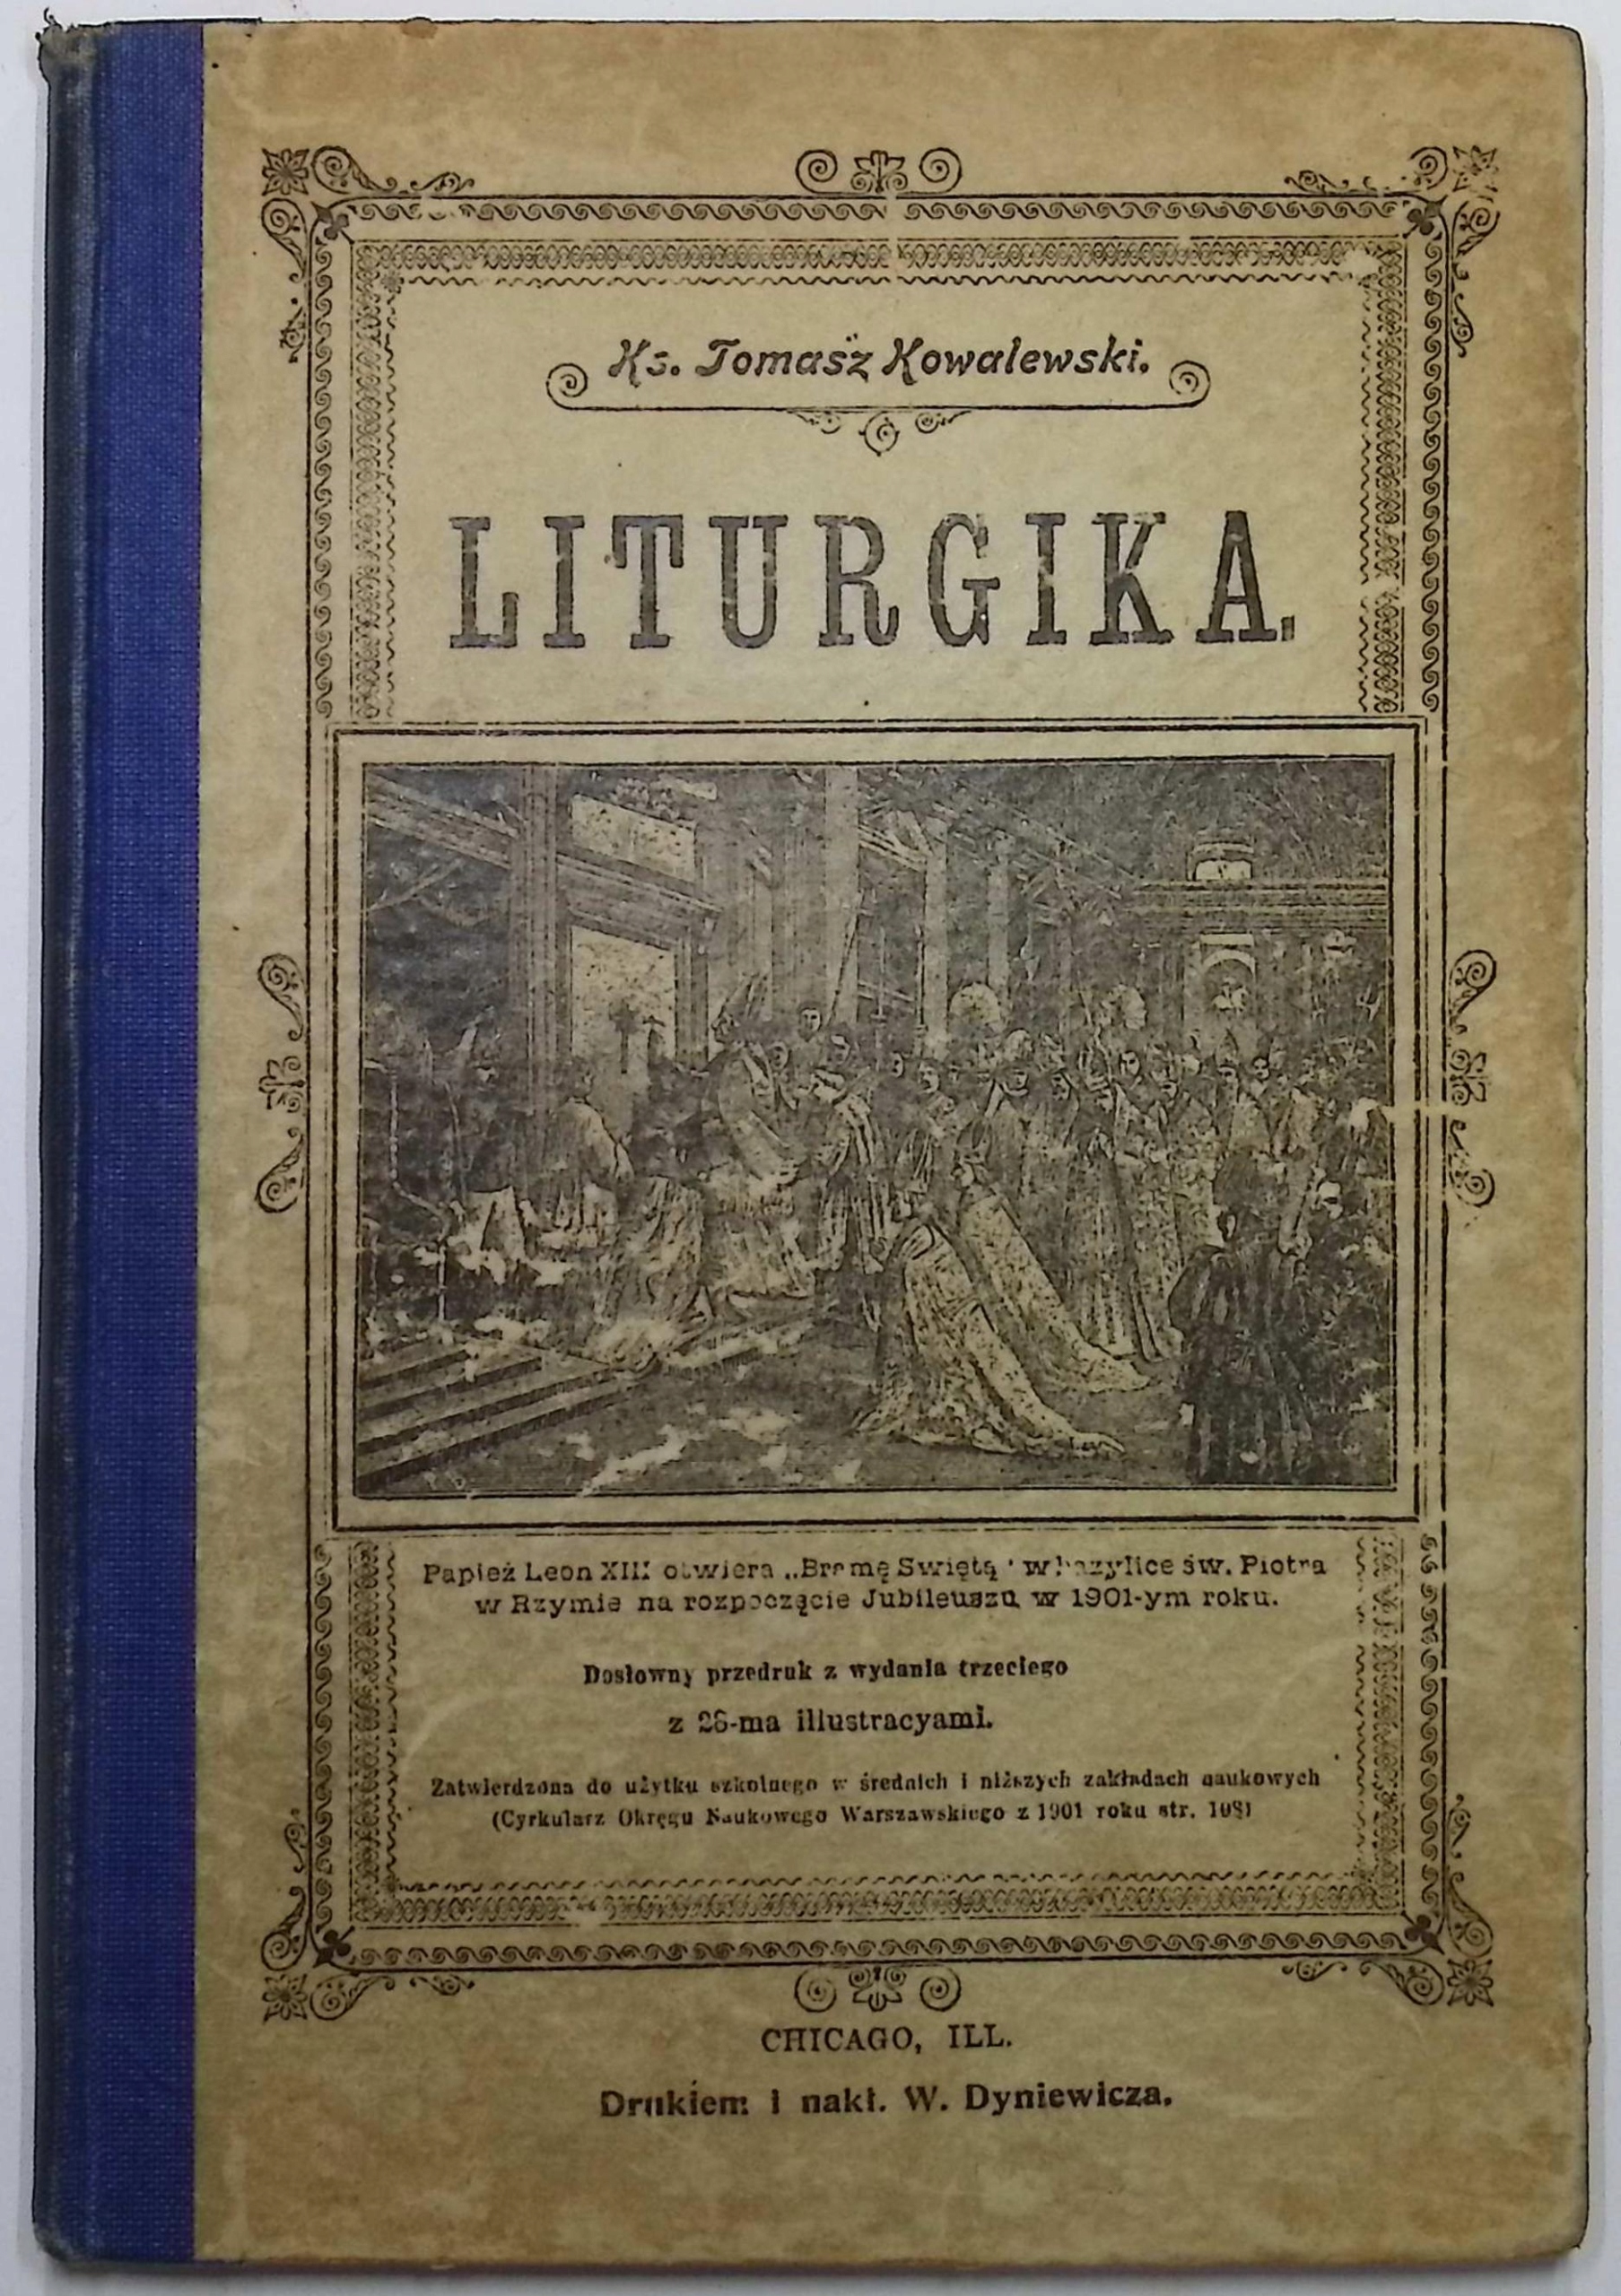 Ks. Tomasz Kowalewski.
LITURGIKA.
Papież Leon XIII otwiera „Bramę Swiętą“ w bazylice św. Piotra
w Rzymie na rozpoczęcie Jubileuszu w 1901-ym roku.
Dosłowny przedruk z wydania trzeciego
z 28-ma illustracyami.
Zatwierdzona do użytku szkolnego w średnich i niższych zakładach naukowych
(Cyrkularz Okręgu Naukowego Warszawskiego z 1901 roku str.
CHICAGO, ILL.
Drukiem i nakł. W. Dyniewicza.